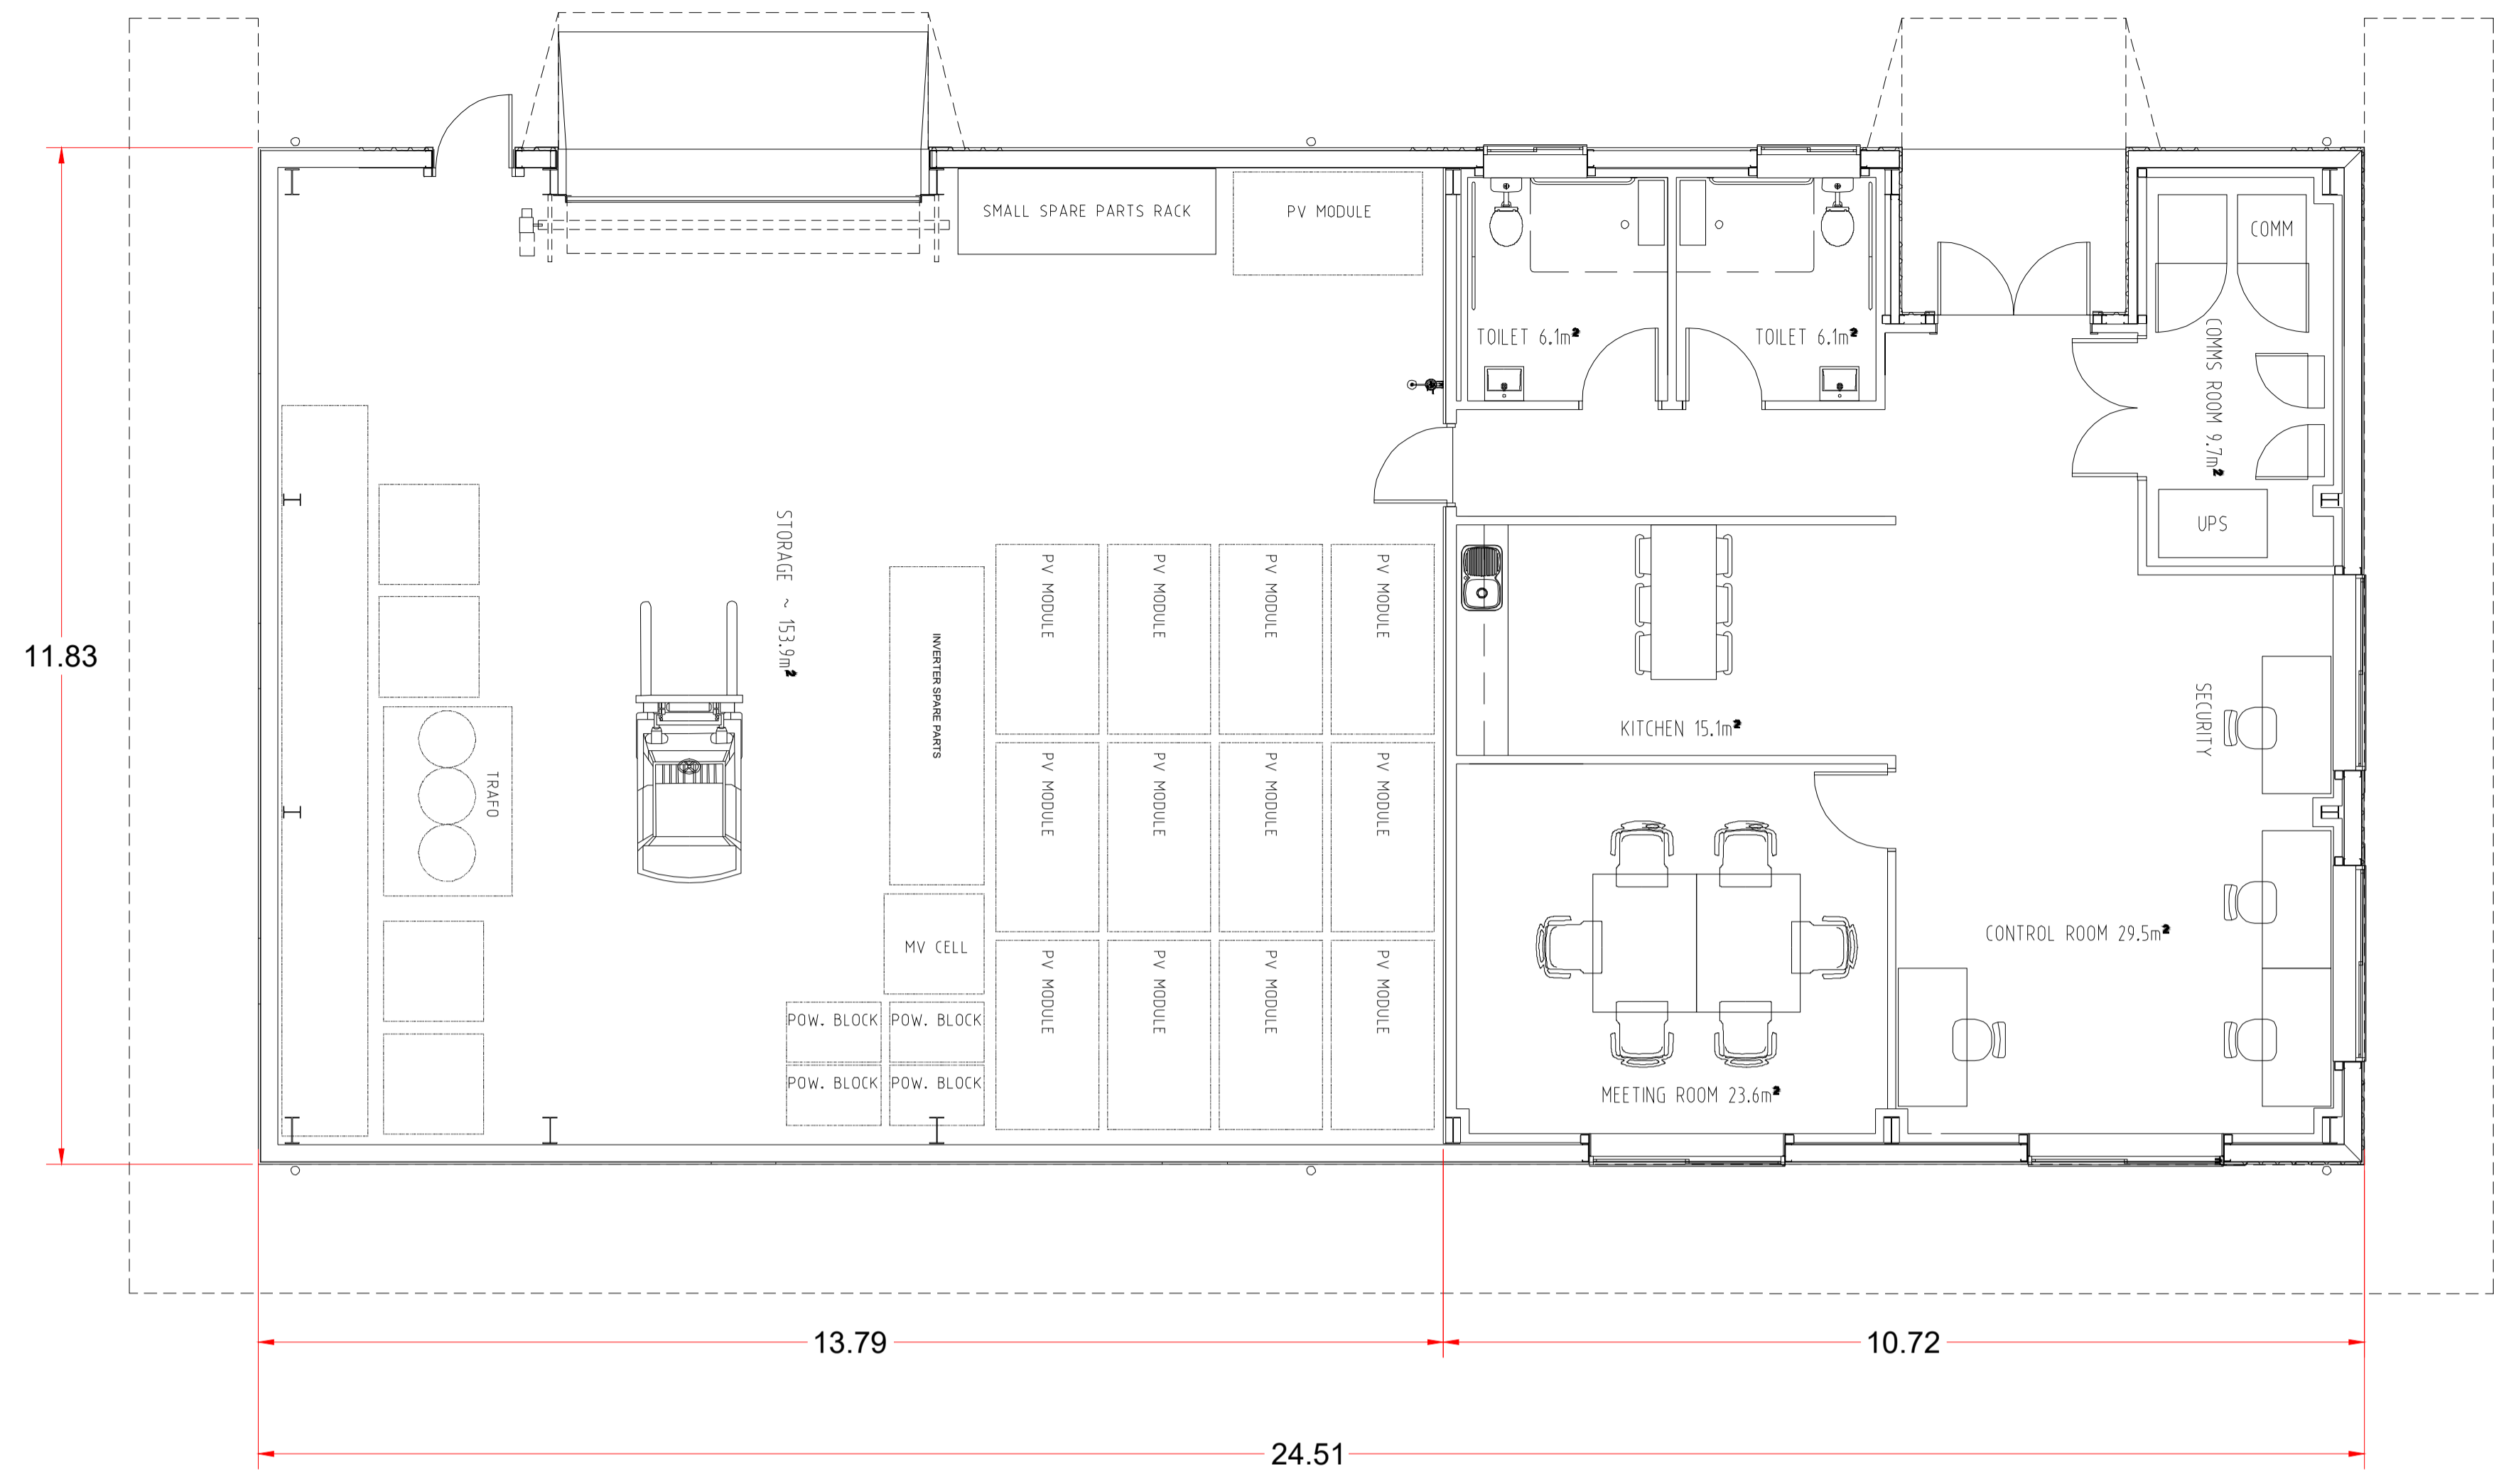 SMALL SPARE PARTS RACK
PV MODULE
COMM
TOILET 6.1m²
TOILET 6.1m²
COMMS ROOM 9.7m²
UPS
STORAGE ~ 153.9m²
PV MODULE
PV MODULE
PV MODULE
PV MODULE
INVERTER SPARE PARTS
11.83
KITCHEN 15.1m²
SECURITY
TRAFO
PV MODULE
PV MODULE
PV MODULE
PV MODULE
MV CELL
CONTROL ROOM 29.5m²
PV MODULE
PV MODULE
PV MODULE
PV MODULE
POW. BLOCK
POW. BLOCK
POW. BLOCK
POW. BLOCK
MEETING ROOM 23.6m²
13.79
10.72
24.51